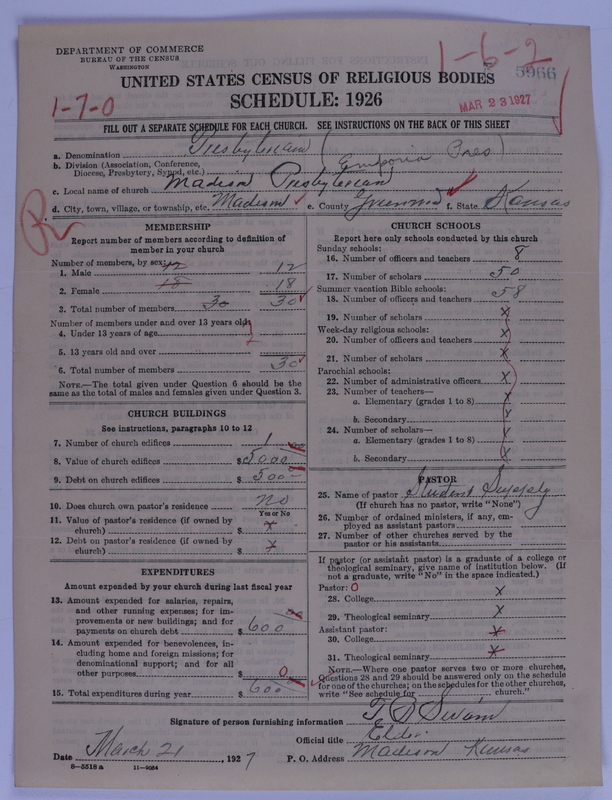 DEPARTMENT OF COMMERCE
BUREAU OF THE CENSUS
WASHINGTON
1-6-2
5966
UNITED STATES CENSUS OF RELIGIOUS BODIES
1-7-0
SCHEDULE: 1926
MAR 23 1927
FILL OUT A SEPARATE SCHEDULE FOR EACH CHURCH. SEE INSTRUCTIONS ON THE BACK OF THIS SHEET
a. Denomination Presbyterian
b. Division (Association, Conference, Diocese, Presbytery, Synod, etc.) Emporia Pres
c. Local name of church Madison Presbyterian
d. City, town, village, or township, etc. Madison e. County Greenwood f. State Kansas
MEMBERSHIP
Report number of members according to definition of
member in your church
Number of members, by sex:
1. Male 12 12
2. Female 18 18
3. Total number of members 30 30
Number of members under and over 13 years old:
4. Under 13 years of age
5. 13 years old and over
6. Total number of members 30
NOTE.—The total given under Question 6 should be
same as the total of males and females given under Question 3.
CHURCH BUILDINGS
See instructions, paragraphs 10 to 12
7. Number of church edifices 1
8. Value of church edifices $5000
9. Debt on church edifices $500
10. Does church own pastor's residence no
Yes or No
11. Value of pastor's residence (if owned by
church) $ x
12. Debt on pastor's residence (if owned by
church) $ x
EXPENDITURES
Amount expended by your church during last fiscal year
13. Amount expended for salaries, repairs,
and other running expenses; for im-
provements or new buildings; and for
payments on church debt $600
14. Amount expended for benevolences, in-
cluding home and foreign missions; for
denominational support; and for all
other purposes $ 0
15. Total expenditures during year $600
CHURCH SCHOOLS
Report here only schools conducted by this church
Sunday schools:
16. Number of officers and teachers 8
17. Number of scholars 50
Summer vacation Bible schools: 58
18. Number of officers and teachers
19. Number of scholars x
Week-day religious schools:
20. Number of officers and teachers x
21. Number of scholars x
Parochial schools:
22. Number of administrative officers x
23. Number of teachers—
a. Elementary (grades 1 to 8) x
b. Secondary x
24. Number of scholars—
a. Elementary (grades 1 to 8) x
b. Secondary x
PASTOR
25. Name of pastor Student Supply
(If church has no pastor, write "None")
26. Number of ordained ministers, if any, em-
ployed as assistant pastors
27. Number of other churches served by the
pastor or his assistants
If pastor (or assistant pastor) is a graduate of a college or
theological seminary, give name of institution below. (If
not a graduate, write "No" in the space indicated.)
Pastor: 0
28. College x
29. Theological seminary x
Assistant pastor:
30. College x
31. Theological seminary x
NOTE.—Where one pastor serves two or more churches,
Questions 28 and 29 should be answered only on the schedule
for one of the churches; on the schedules for the other churches,
write "See schedule for church."
Signature of person furnishing information T D Swain
Official title Elder
Date March 21, 1927 P. O. Address Madison Kansas
8—5518a 11—9064